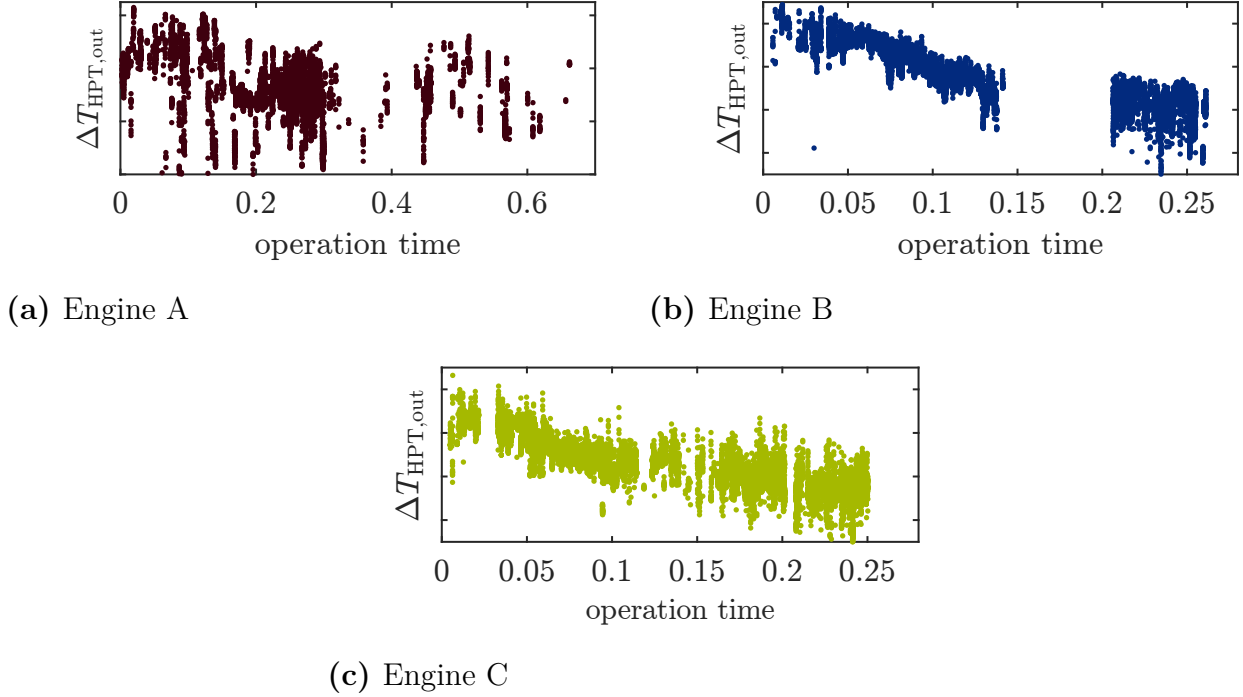 ΔT_HPT,out
0 0.2 0.4 0.6
operation time
(a) Engine A
ΔT_HPT,out
0 0.05 0.1 0.15 0.2 0.25
operation time
(b) Engine B
ΔT_HPT,out
0 0.05 0.1 0.15 0.2 0.25
operation time
(c) Engine C